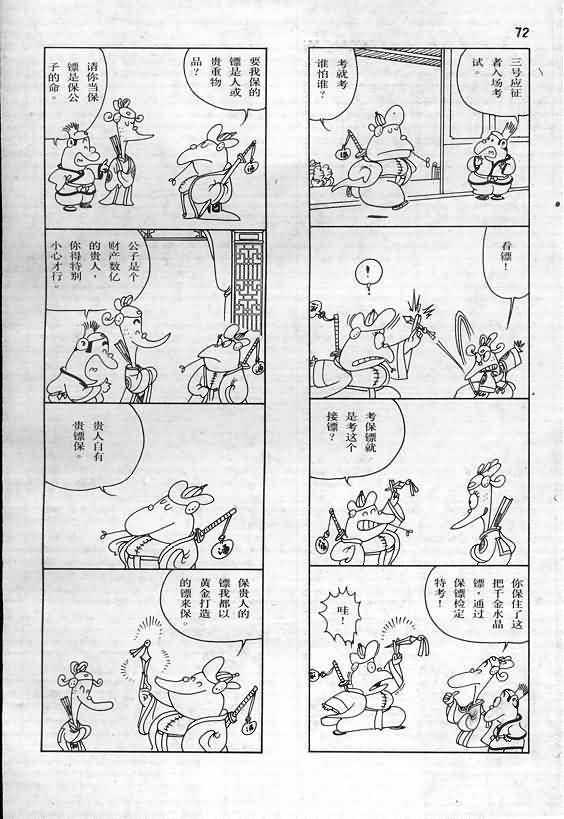 72
三号应征
者入场考
试。
考就考
谁怕谁？
酒
看镖！
！
考保镖就
是考这个
接镖？
酒
你保住了这
把千金水晶
镖，通过
保镖检定
特考！
哇！
要我保的
镖是人或
贵重物
品？
请你当保
镖是保公
子的命。
酒
公子是个
财产数亿
的贵人，
你得特别
小心才行。
贵人自有
贵镖保。
酒
保贵人的
镖我都以
黄金打造
的镖来保。
酒